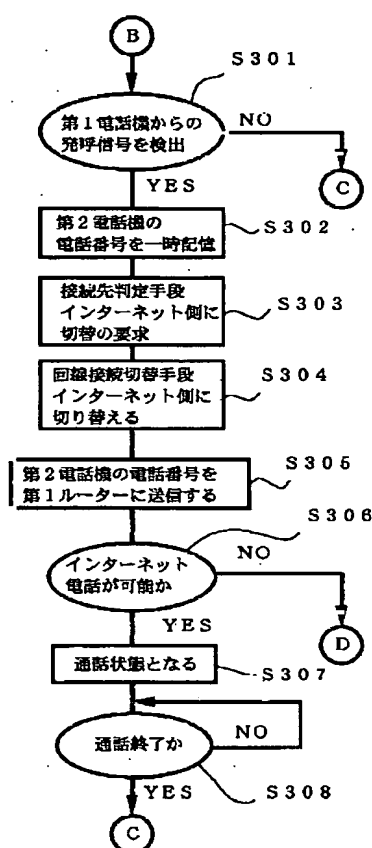 B
S301
第1電話機からの
発呼信号を検出
NO
C
YES
第2電話機の
電話番号を一時記憶
S302
接続先判定手段
インターネット側に
切替の要求
S303
回線接続切替手段
インターネット側に
切り替える
S304
第2電話機の電話番号を
第1ルーターに送信する
S305
S306
インターネット
電話が可能か
NO
D
YES
通話状態となる
S307
通話終了か
NO
YES
S308
C